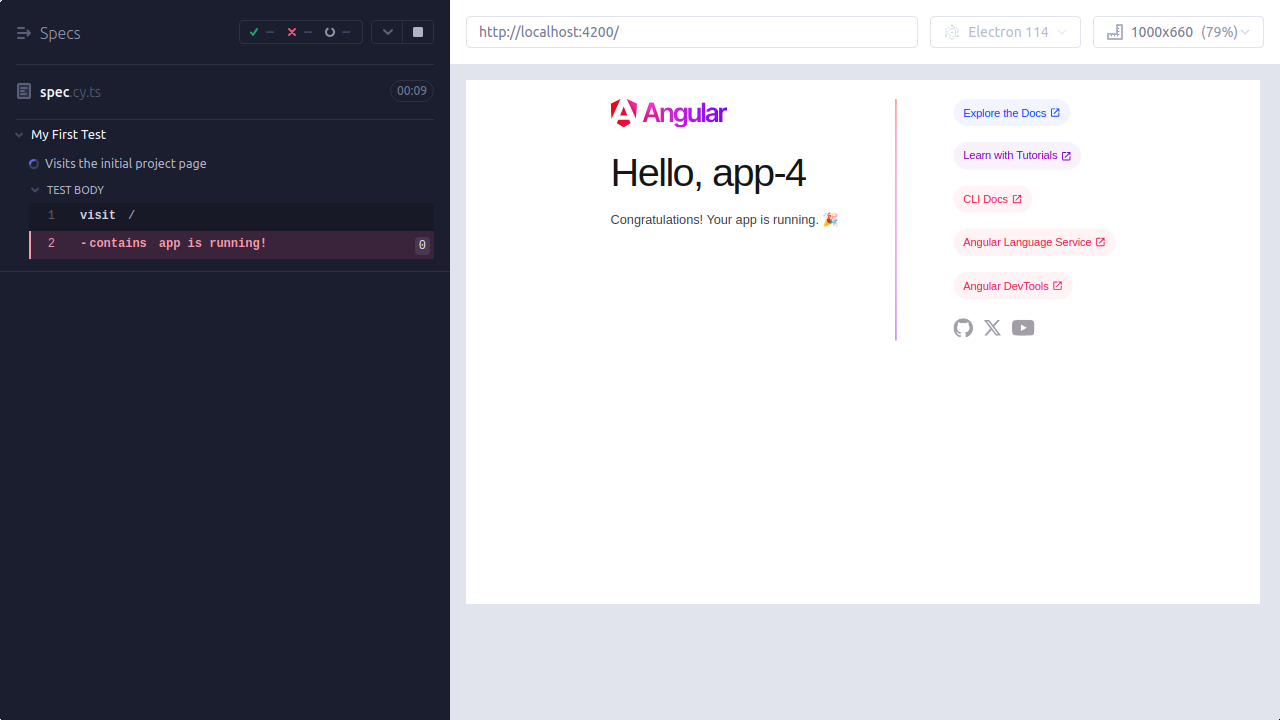 Specs
-- -- --
spec.cy.ts
00:09
My First Test
Visits the initial project page
TEST BODY
1 visit /
2 -contains app is running!
0
http://localhost:4200/
Electron 114
1000x660 (79%)
Angular
Hello, app-4
Congratulations! Your app is running. 🎉
Explore the Docs
Learn with Tutorials
CLI Docs
Angular Language Service
Angular DevTools